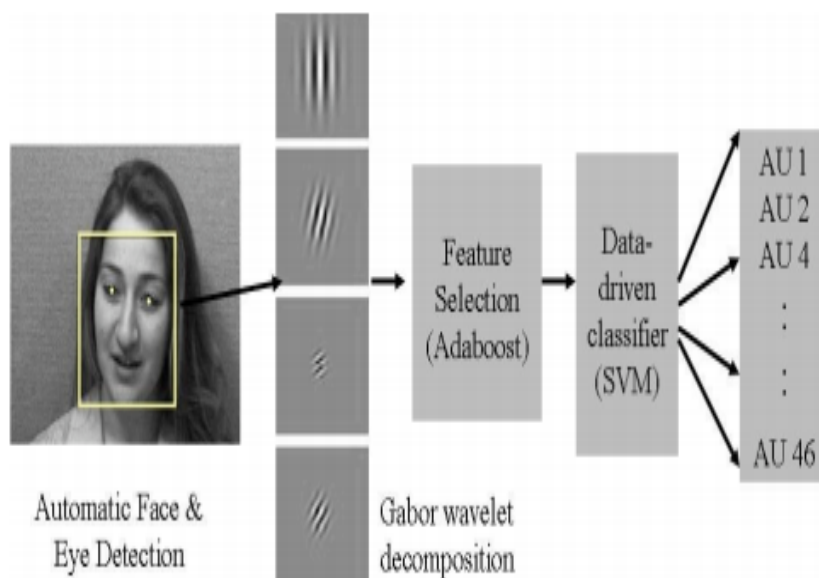 Automatic Face &
Eye Detection
Gabor wavelet
decomposition
Feature
Selection
(Adaboost)
Data-
driven
classifier
(SVM)
AU 1
AU 2
AU 4
:
:
AU 46